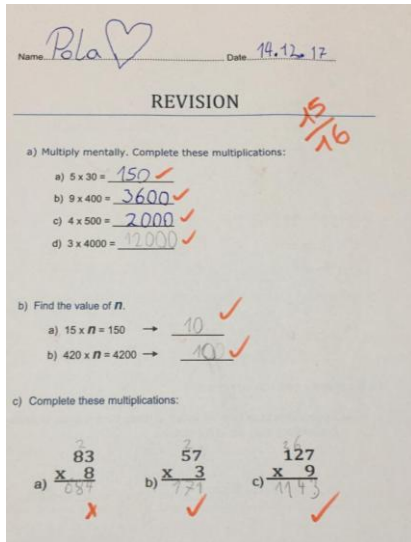 Name Pola Date 14.12.17
REVISION
15/16
a) Multiply mentally. Complete these multiplications:
a) 5 x 30 = 150
b) 9 x 400 = 3600
c) 4 x 500 = 2000
d) 3 x 4000 = 12000
b) Find the value of n.
a) 15 x n = 150 → 10
b) 420 x n = 4200 → 10
c) Complete these multiplications:
2 2 26
83 57 127
a) x 8 b) x 3 c) x 9
684 171 1143